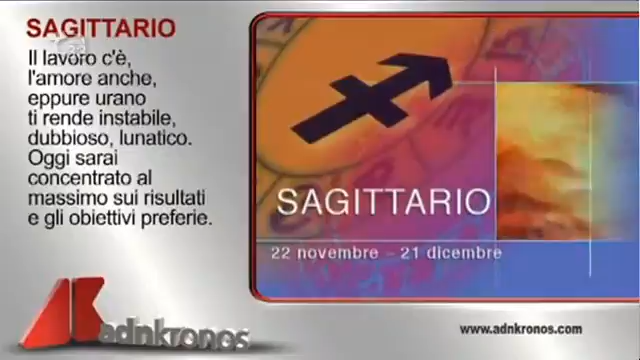 SAGITTARIO
Il lavoro c'è,
l'amore anche,
eppure urano
ti rende instabile,
dubbioso, lunatico.
Oggi sarai
concentrato al
massimo sui risultati
e gli obiettivi preferie.
SAGITTARIO
22 novembre - 21 dicembre
adnkronos
www.adnkronos.com